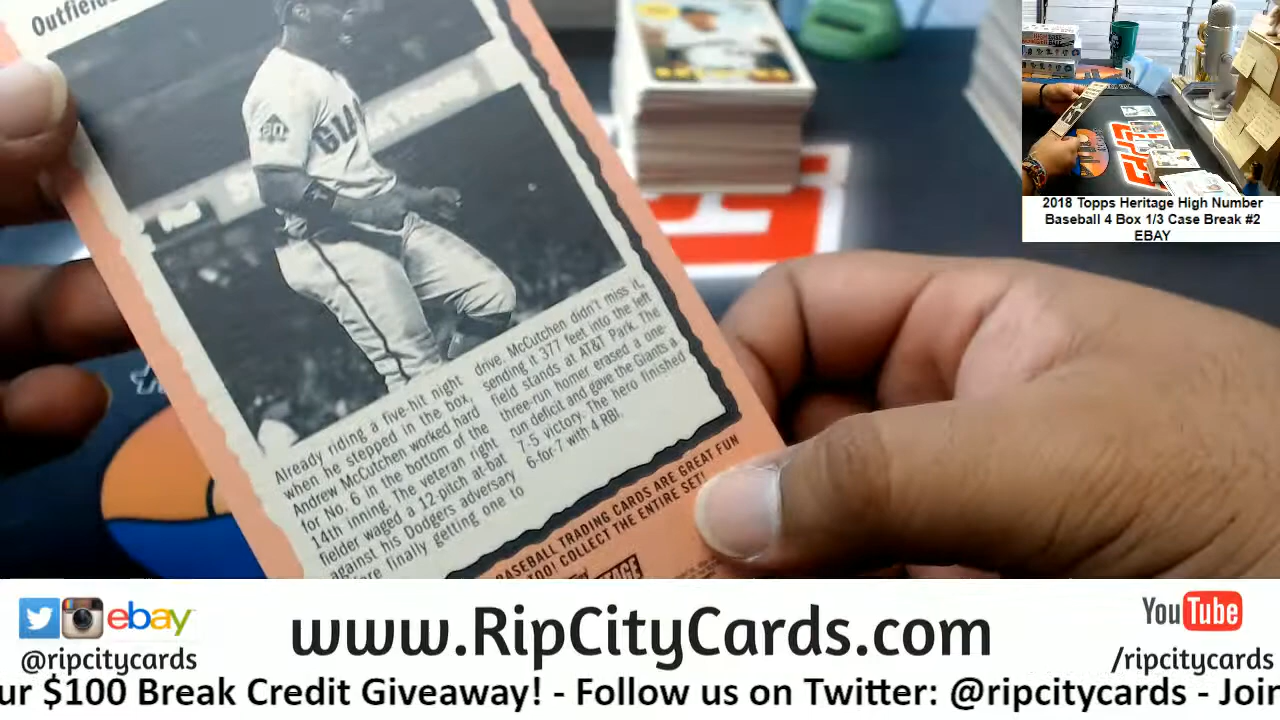 Outfield
GIA
Already riding a five-hit night
when he stepped in the box,
Andrew McCutchen worked hard
for No. 6 in the bottom of the
14th inning. The veteran right
fielder waged a 12-pitch at-bat
against his Dodgers adversary
finally getting one to
drive. McCutchen didn't miss it,
sending it 377 feet into the left
field stands at AT&T Park. The
three-run homer erased a one-
run deficit and gave the Giants a
7-5 victory. The hero finished
6-for-7 with 4 RBI.
BASEBALL TRADING CARDS ARE GREAT FUN
TOO! COLLECT THE ENTIRE SET!
2018 Topps Heritage High Number
Baseball 4 Box 1/3 Case Break #2
EBAY
ebay
@ripcitycards
www.RipCityCards.com
YouTube
/ripcitycards
ur $100 Break Credit Giveaway! - Follow us on Twitter: @ripcitycards - Join